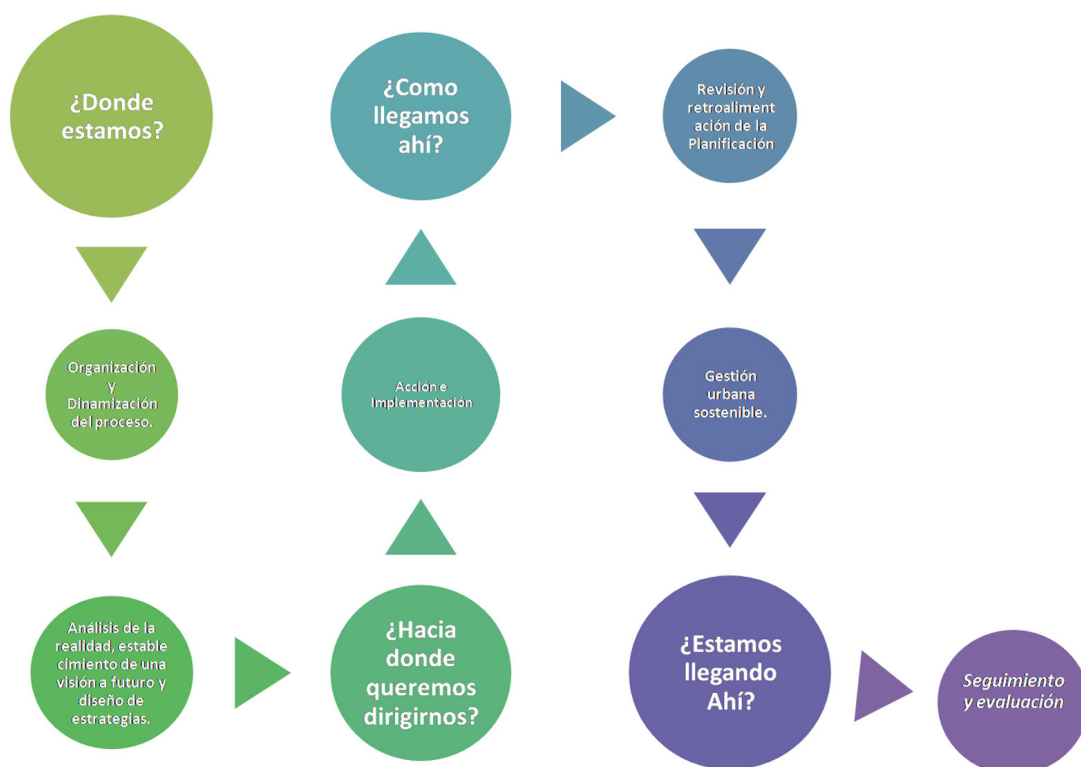 ¿Donde
estamos?
Organización
y
Dinamización
del proceso.
Análisis de la
realidad, estable
cimiento de una
visión a futuro y
diseño de
estrategias.
¿Hacia
donde
queremos
dirigirnos?
Acción e
Implementación
¿Como
llegamos
ahí?
Revisión y
retroaliment
ación de la
Planificación
Gestión
urbana
sostenible.
¿Estamos
llegando
Ahí?
Seguimiento
y evaluación